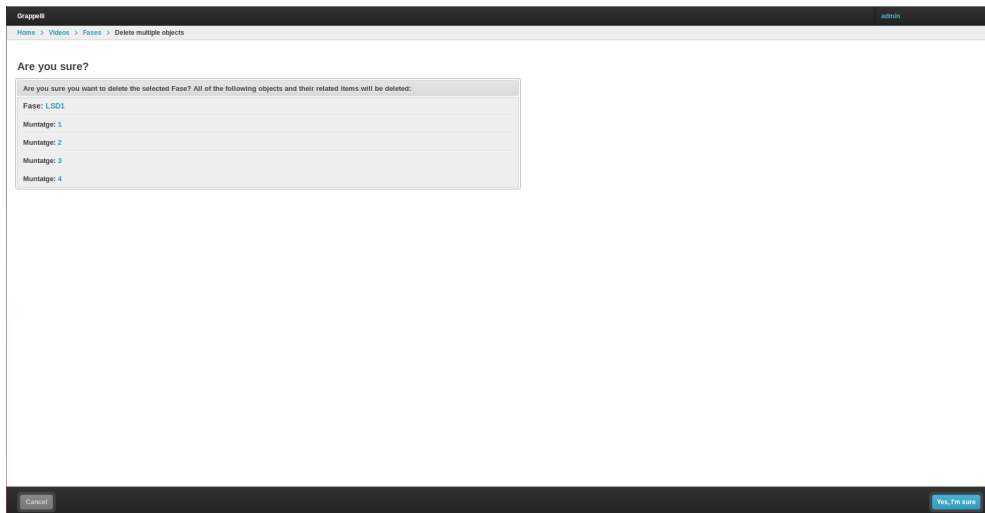 Grappelli
admin
Home > Videos > Fases > Delete multiple objects
Are you sure?
Are you sure you want to delete the selected Fase? All of the following objects and their related items will be deleted:
Fase: LSD1
Muntatge: 1
Muntatge: 2
Muntatge: 3
Muntatge: 4
Cancel
Yes, I'm sure